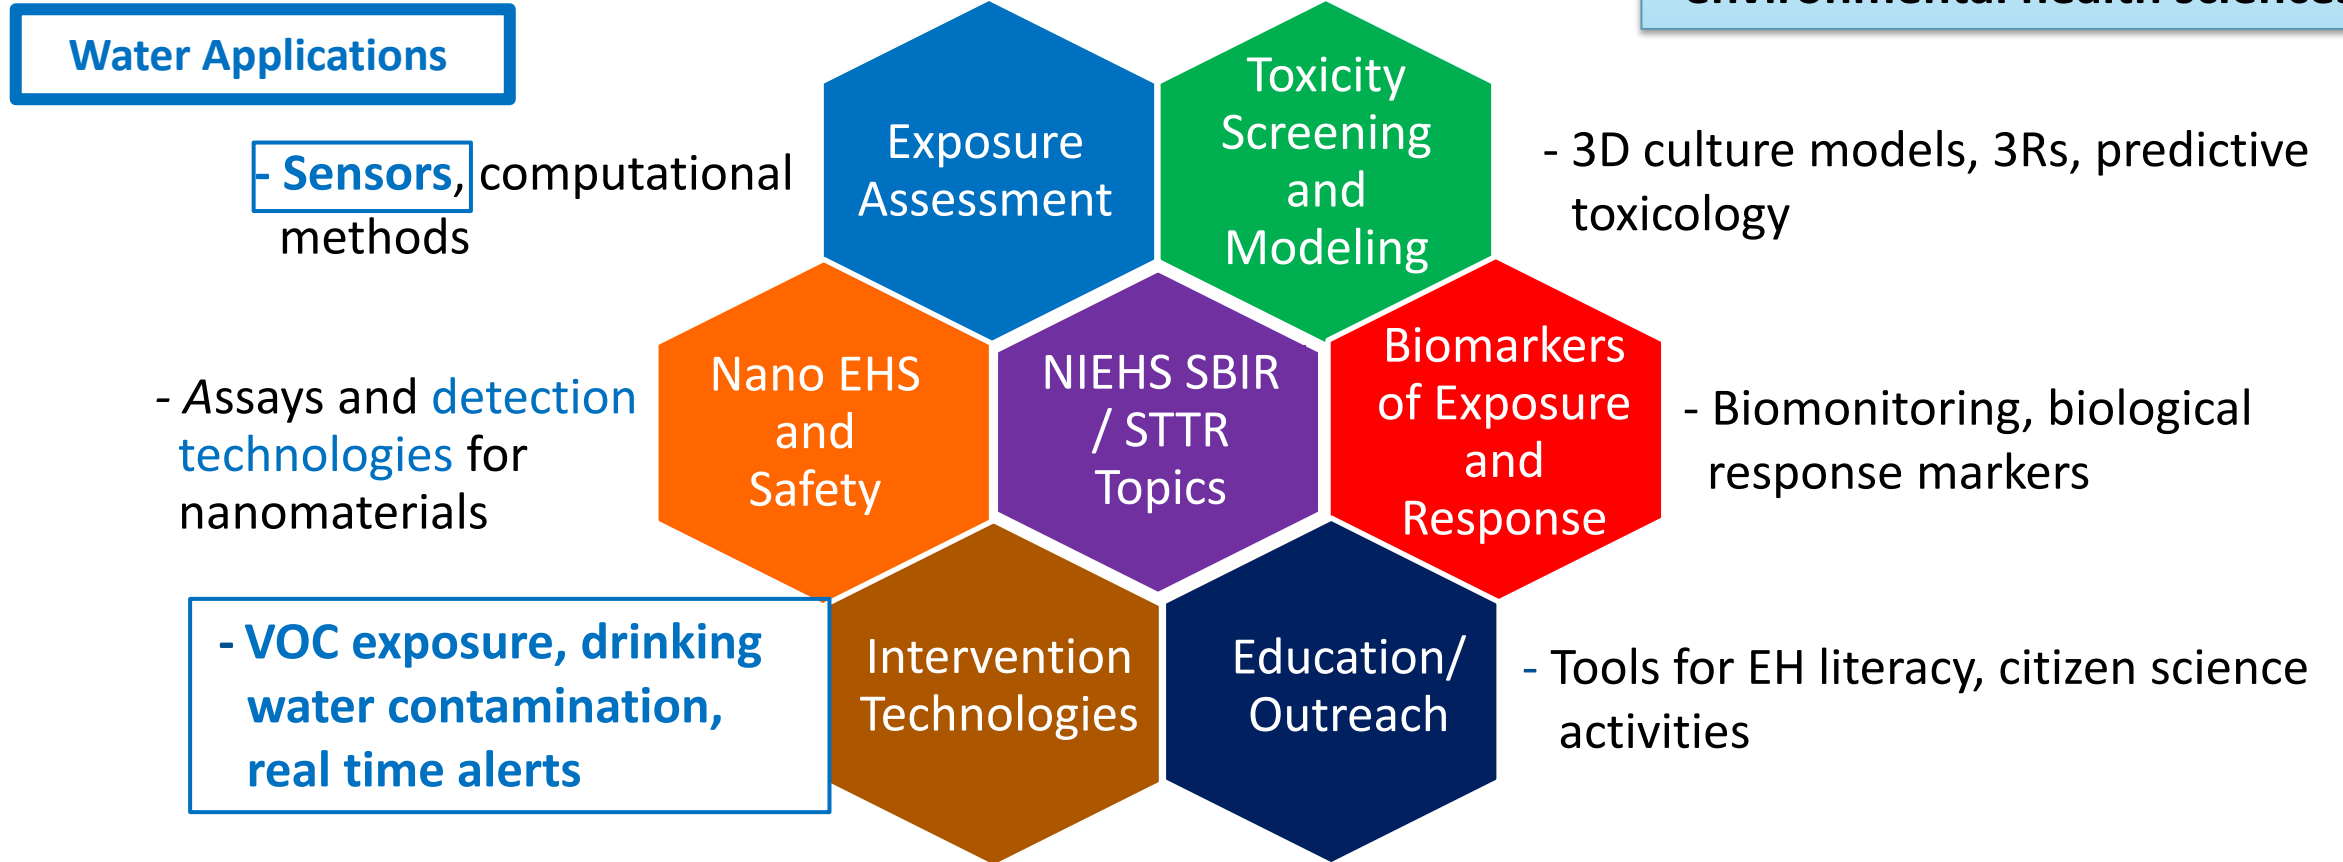 environmental health sciences
Water Applications
- Sensors, computational
methods
Exposure
Assessment
Toxicity
Screening
and
Modeling
- 3D culture models, 3Rs, predictive
toxicology
- Assays and detection
technologies for
nanomaterials
Nano EHS
and
Safety
NIEHS SBIR
/ STTR
Topics
Biomarkers
of Exposure
and
Response
- Biomonitoring, biological
response markers
- VOC exposure, drinking
water contamination,
real time alerts
Intervention
Technologies
Education/
Outreach
- Tools for EH literacy, citizen science
activities